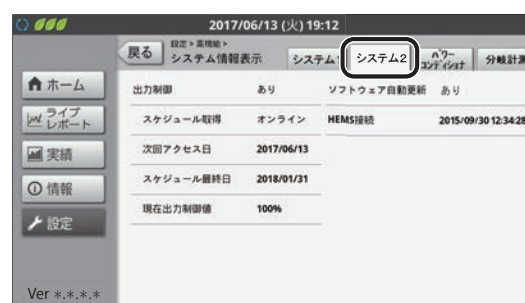 2017/06/13 (火) 19:12
戻る
設定 > 高機能 >
システム情報表示
システム1
システム2
パワーコンディショナ
分岐計測
ホーム
ライブレポート
実績
情報
設定
Ver *.*.*.*
出力制御 あり
スケジュール取得 オンライン
次回アクセス日 2017/06/13
スケジュール最終日 2018/01/31
現在出力制御値 100%
ソフトウェア自動更新 あり
HEMS接続 2015/09/30 12:34:28